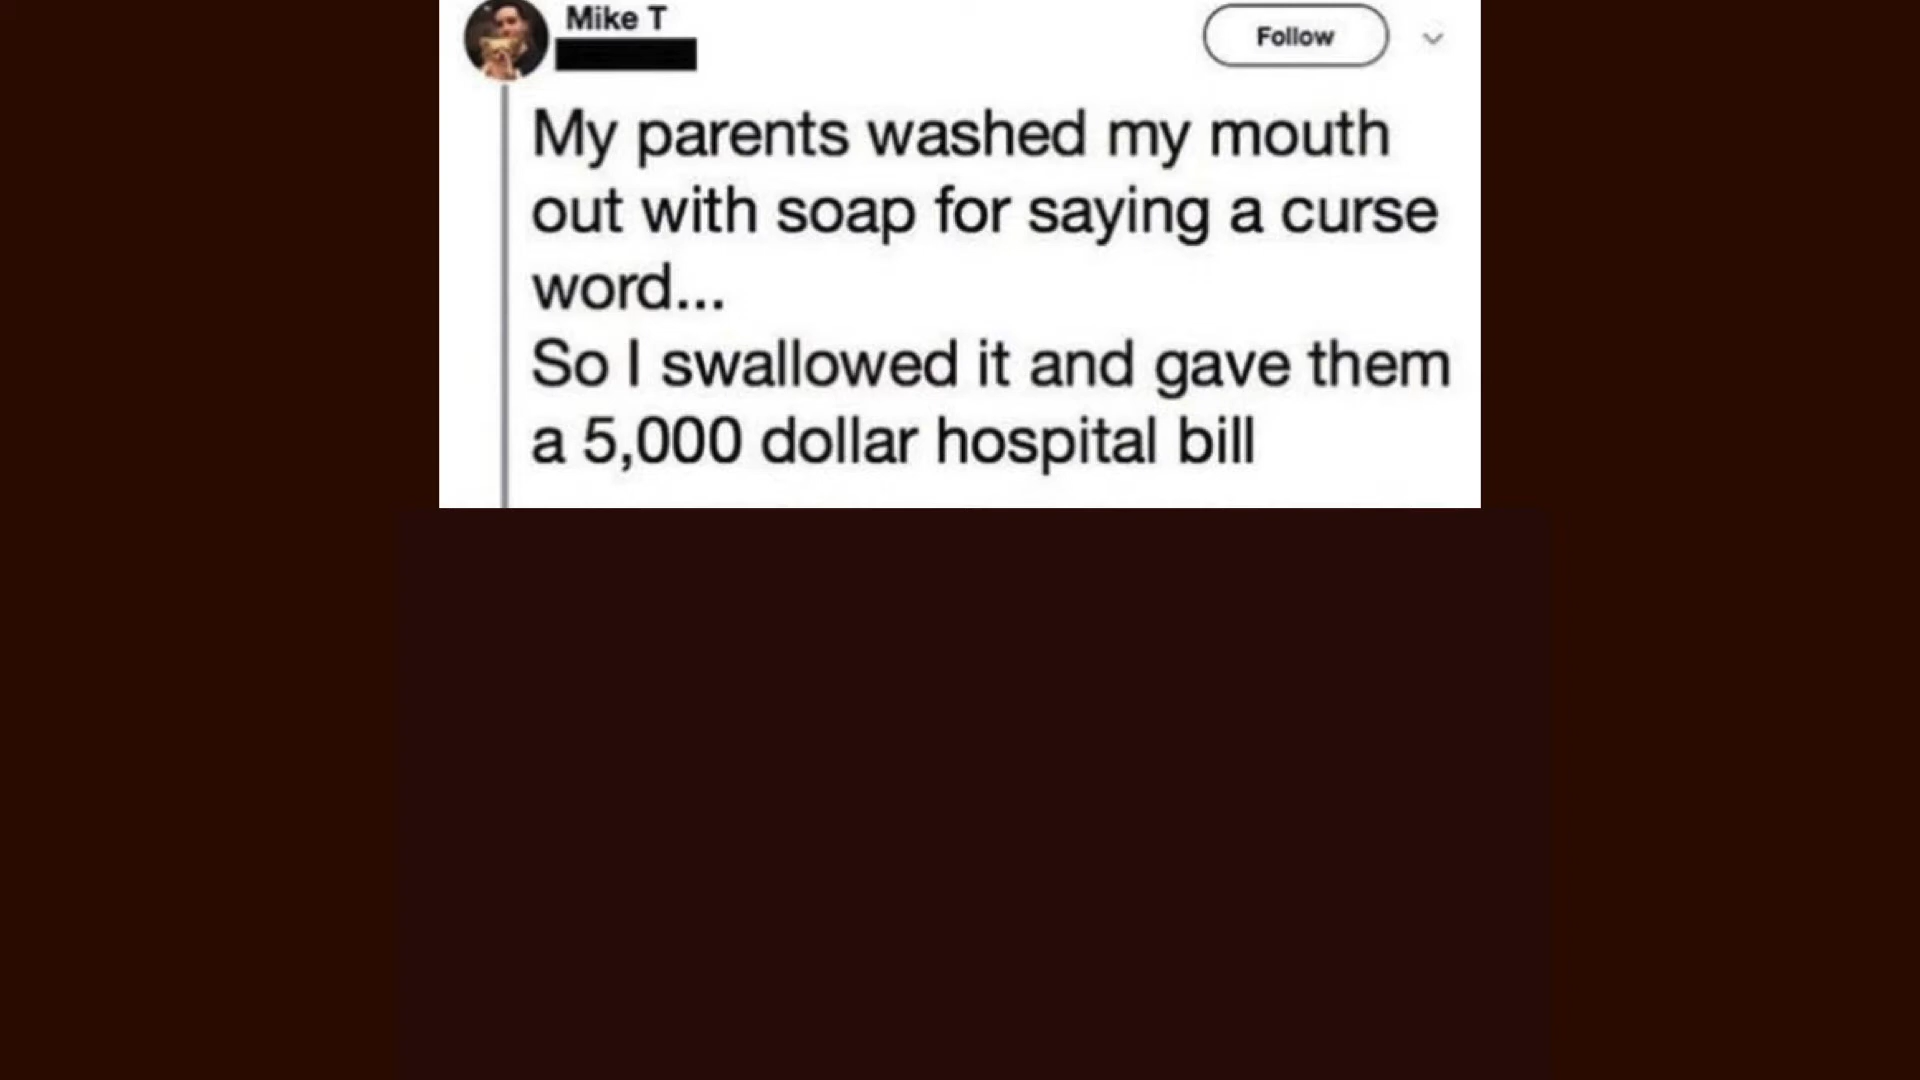 Mike T
Follow
My parents washed my mouth
out with soap for saying a curse
word...
So I swallowed it and gave them
a 5,000 dollar hospital bill